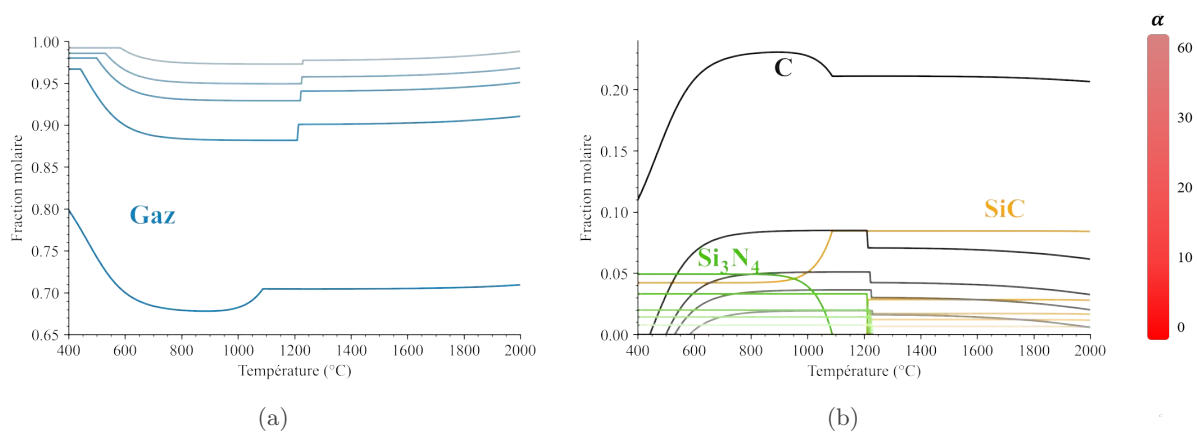 1.00
0.95
0.90
0.85
0.80
0.75
0.70
0.65
Fraction molaire
Gaz
400 600 800 1000 1200 1400 1600 1800 2000
Température (°C)
(a)
0.20
0.15
0.10
0.05
0.00
Fraction molaire
C
SiC
Si₃N₄
400 600 800 1000 1200 1400 1600 1800 2000
Température (°C)
(b)
α
60
30
20
10
0